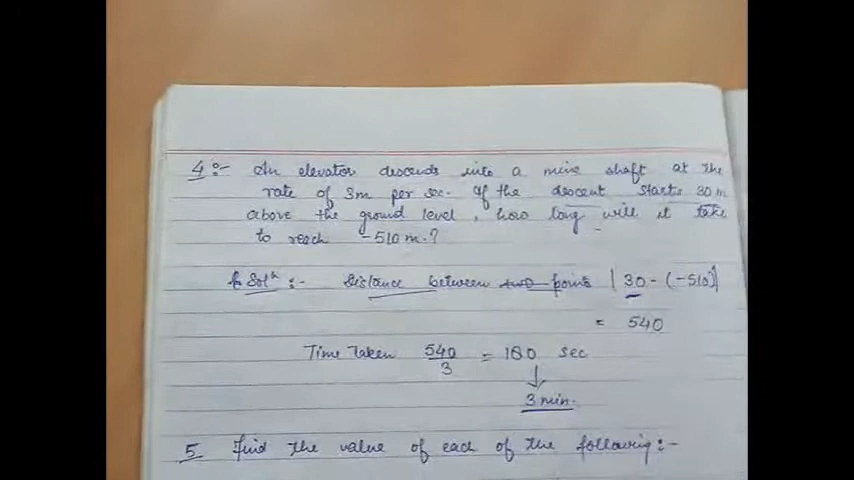 4:- An elevator descends into a mine shaft at the
rate of 3m per sec. If the descent starts 30 m
above the ground level, how long will it take
to reach -510 m.?
Solⁿ :- Distance between two points |30 - (-510)|
= 540
Time Taken 540/3 = 180 sec
↓
3 min.
5 Find the value of each of the following:-